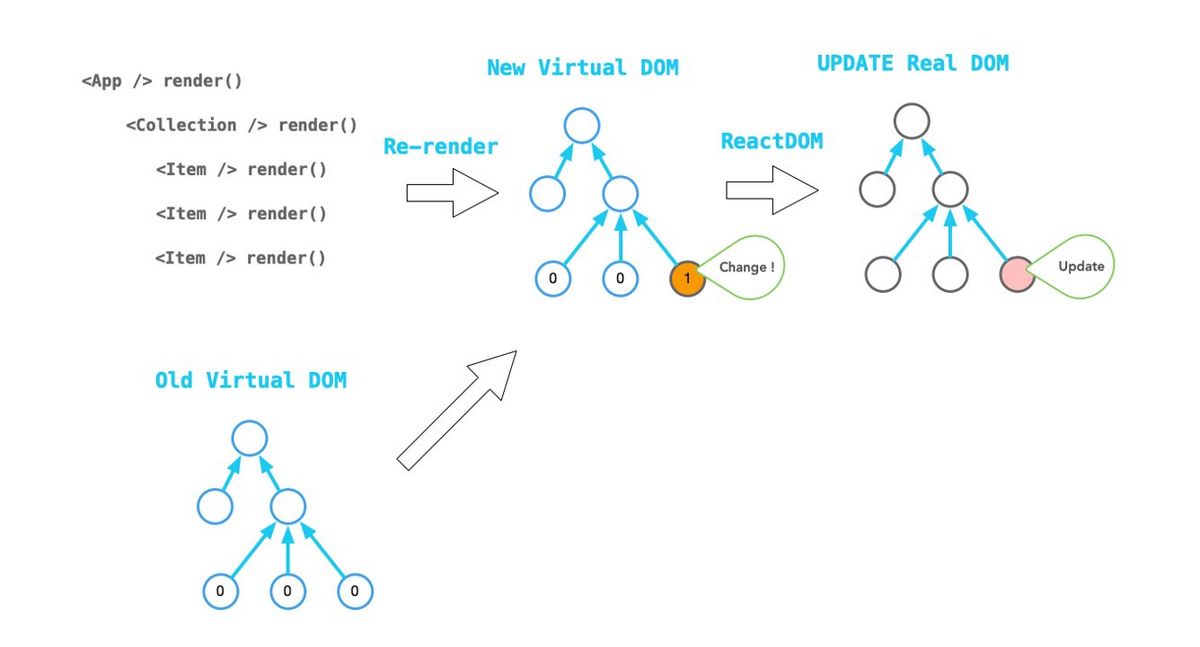 <App /> render()
<Collection /> render()
<Item /> render()
<Item /> render()
<Item /> render()
Re-render
New Virtual DOM
0 0 1 Change !
ReactDOM
UPDATE Real DOM
Update
Old Virtual DOM
0 0 0